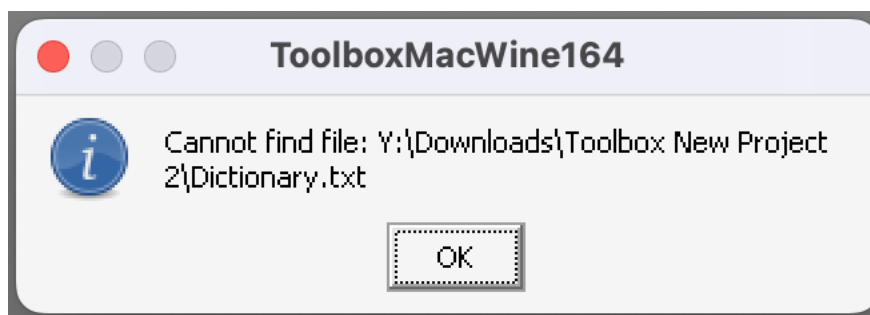 ToolboxMacWine164
Cannot find file: Y:\Downloads\Toolbox New Project
2\Dictionary.txt
OK